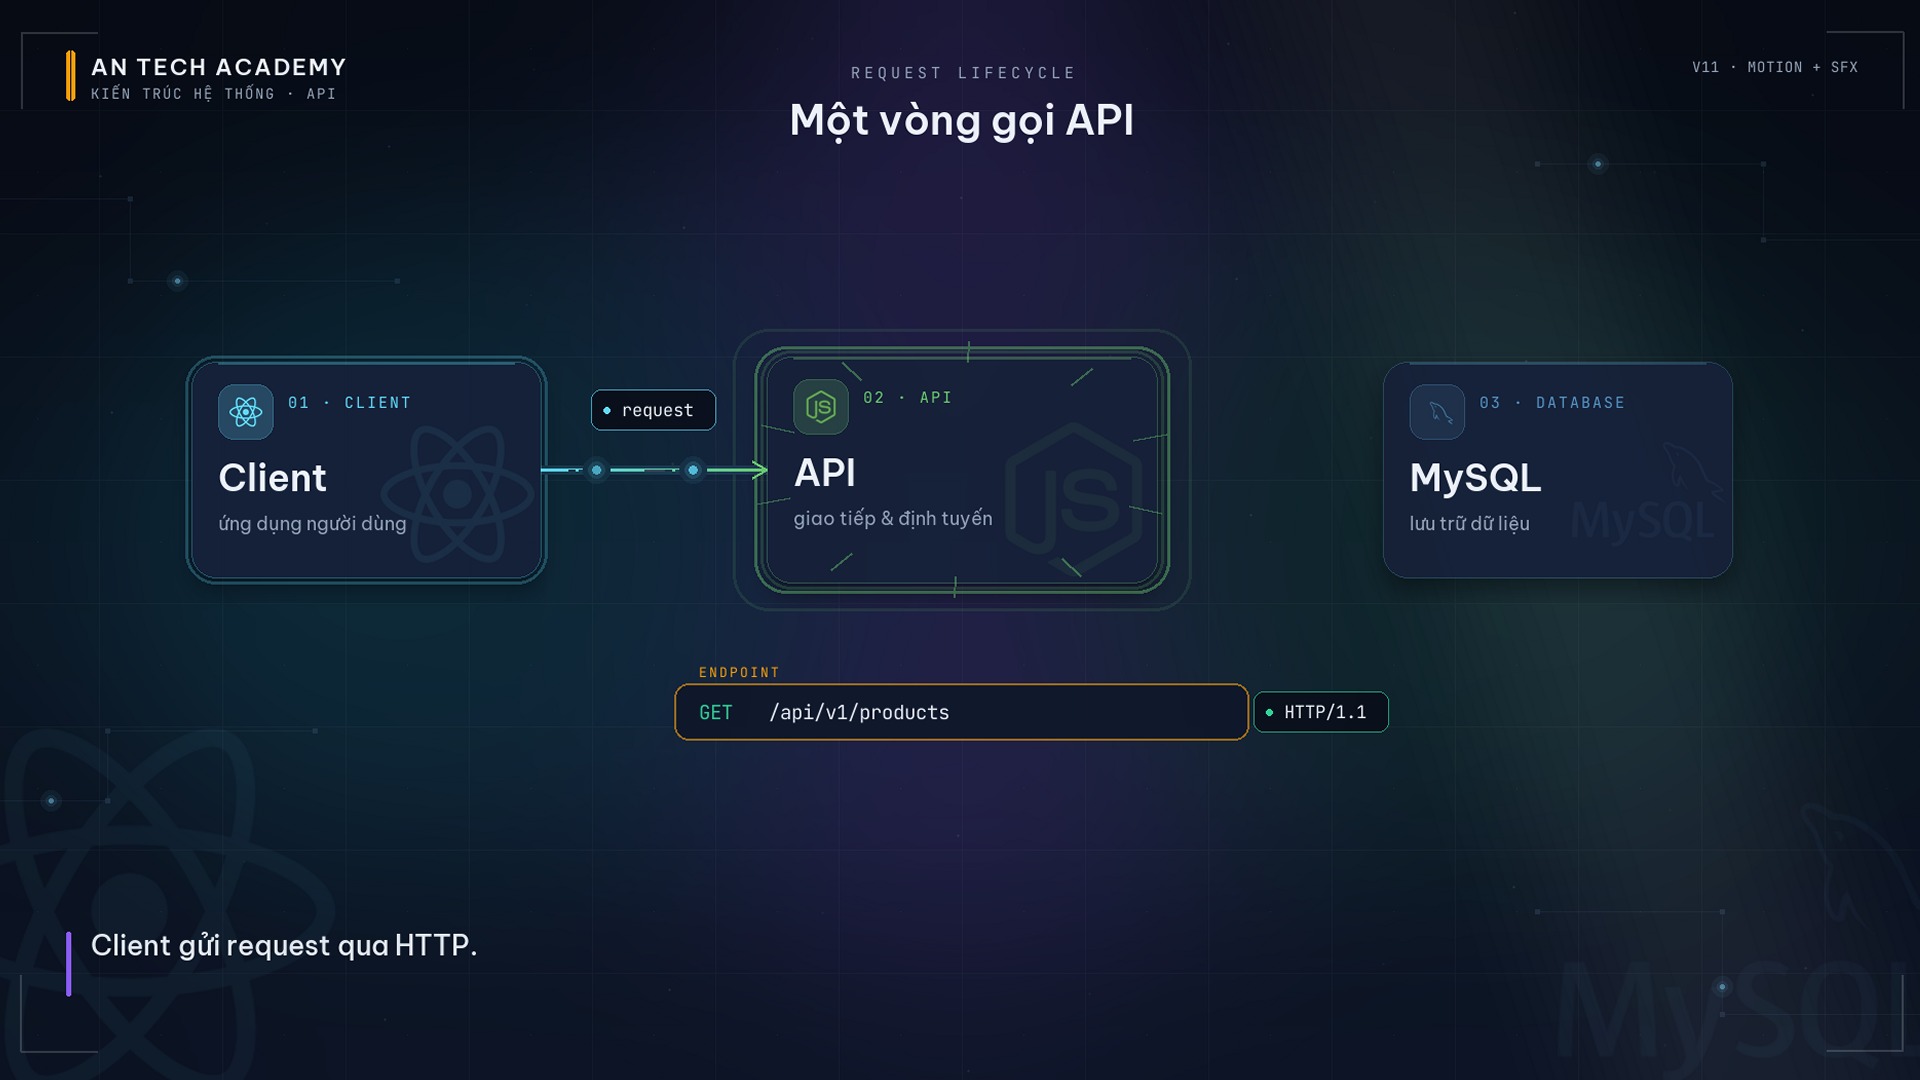 AN TECH ACADEMY
KIẾN TRÚC HỆ THỐNG · API
REQUEST LIFECYCLE
Một vòng gọi API
V11 · MOTION + SFX
01 · CLIENT
Client
ứng dụng người dùng
request
02 · API
API
giao tiếp & định tuyến
JS
JS
03 · DATABASE
MySQL
lưu trữ dữ liệu
MySQL
ENDPOINT
GET /api/v1/products
HTTP/1.1
Client gửi request qua HTTP.
MySQL